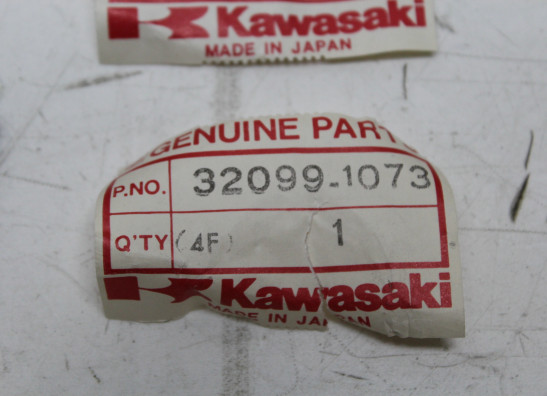 Kawasaki
MADE IN JAPAN
GENUINE PARTS
P.NO. 32099-1073
Q'TY (4F) 1
Kawasaki
MADE IN JAPAN